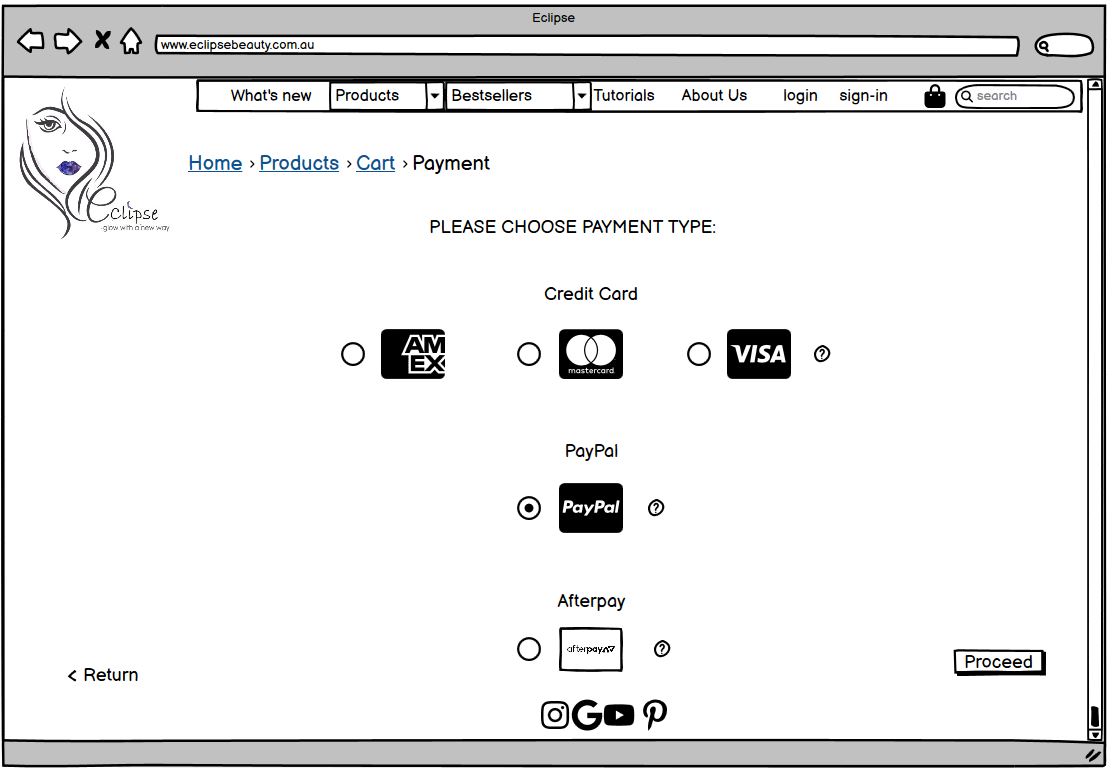 Eclipse
www.eclipsebeauty.com.au
What's new Products Bestsellers Tutorials About Us login sign-in search
Eclipse
-glow with a new way
Home › Products › Cart › Payment
PLEASE CHOOSE PAYMENT TYPE:
Credit Card
AM
EX
mastercard
VISA
?
PayPal
PayPal ?
Afterpay
afterpay ?
< Return
Proceed